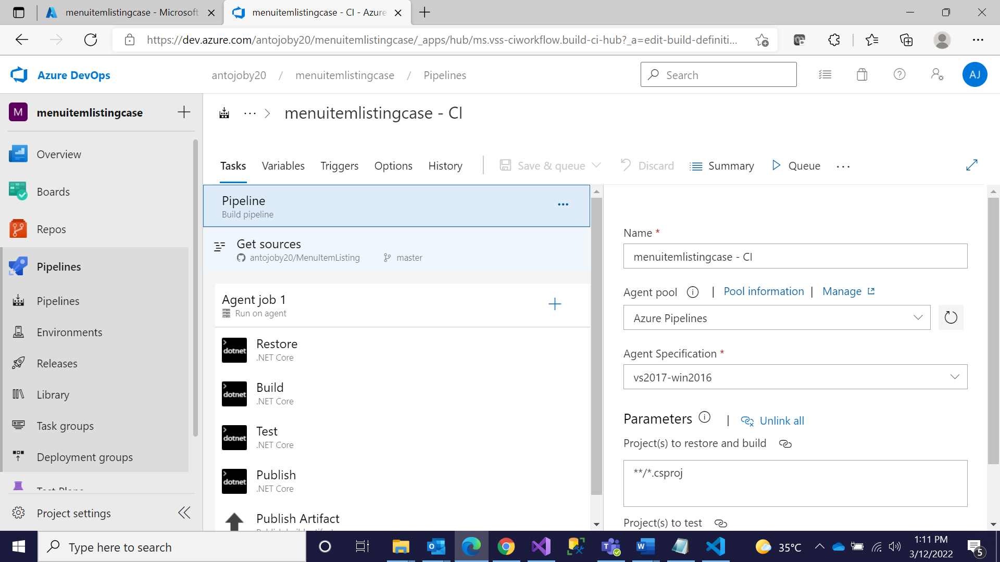 menuitemlistingcase - Microsoft
menuitemlistingcase - CI - Azure
https://dev.azure.com/antojoby20/menuitemlistingcase/_apps/hub/ms.vss-ciworkflow.build-ci-hub?_a=edit-build-definiti...
Azure DevOps
antojoby20 / menuitemlistingcase / Pipelines
Search
AJ
M menuitemlistingcase
menuitemlistingcase - CI
Overview
Boards
Repos
Pipelines
Pipelines
Environments
Releases
Library
Task groups
Deployment groups
Test Plans
Project settings
Tasks Variables Triggers Options History Save & queue Discard Summary Queue
Pipeline
Build pipeline
Get sources
antojoby20/MenuItemListing master
Agent job 1
Run on agent
dotnet Restore
.NET Core
dotnet Build
.NET Core
dotnet Test
.NET Core
dotnet Publish
.NET Core
Publish Artifact
Name *
menuitemlistingcase - CI
Agent pool | Pool information | Manage
Azure Pipelines
Agent Specification *
vs2017-win2016
Parameters | Unlink all
Project(s) to restore and build
**/*.csproj
Project(s) to test
Type here to search
35°C
1:11 PM
3/12/2022
5